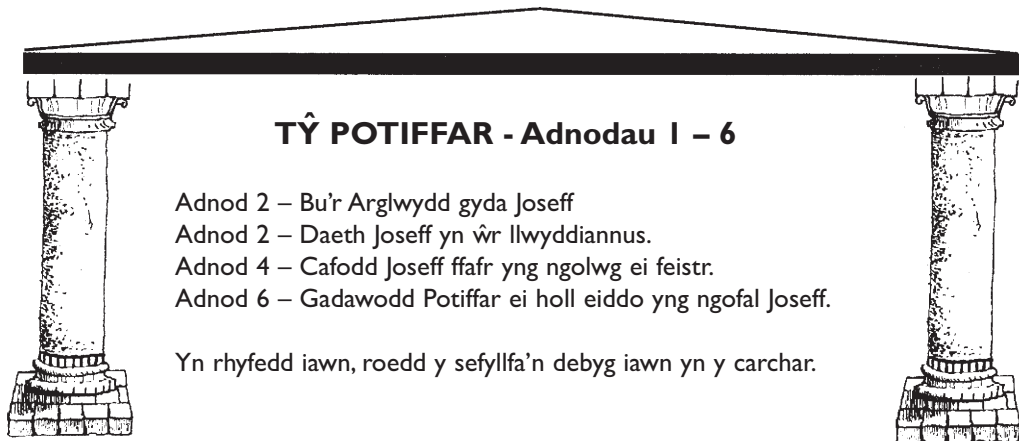 TŶ POTIFFAR - Adnodau 1 – 6
Adnod 2 – Bu'r Arglwydd gyda Joseff
Adnod 2 – Daeth Joseff yn ŵr llwyddiannus.
Adnod 4 – Cafodd Joseff ffafr yng ngolwg ei feistr.
Adnod 6 – Gadawodd Potiffar ei holl eiddo yng ngofal Joseff.
Yn rhyfedd iawn, roedd y sefyllfa'n debyg iawn yn y carchar.